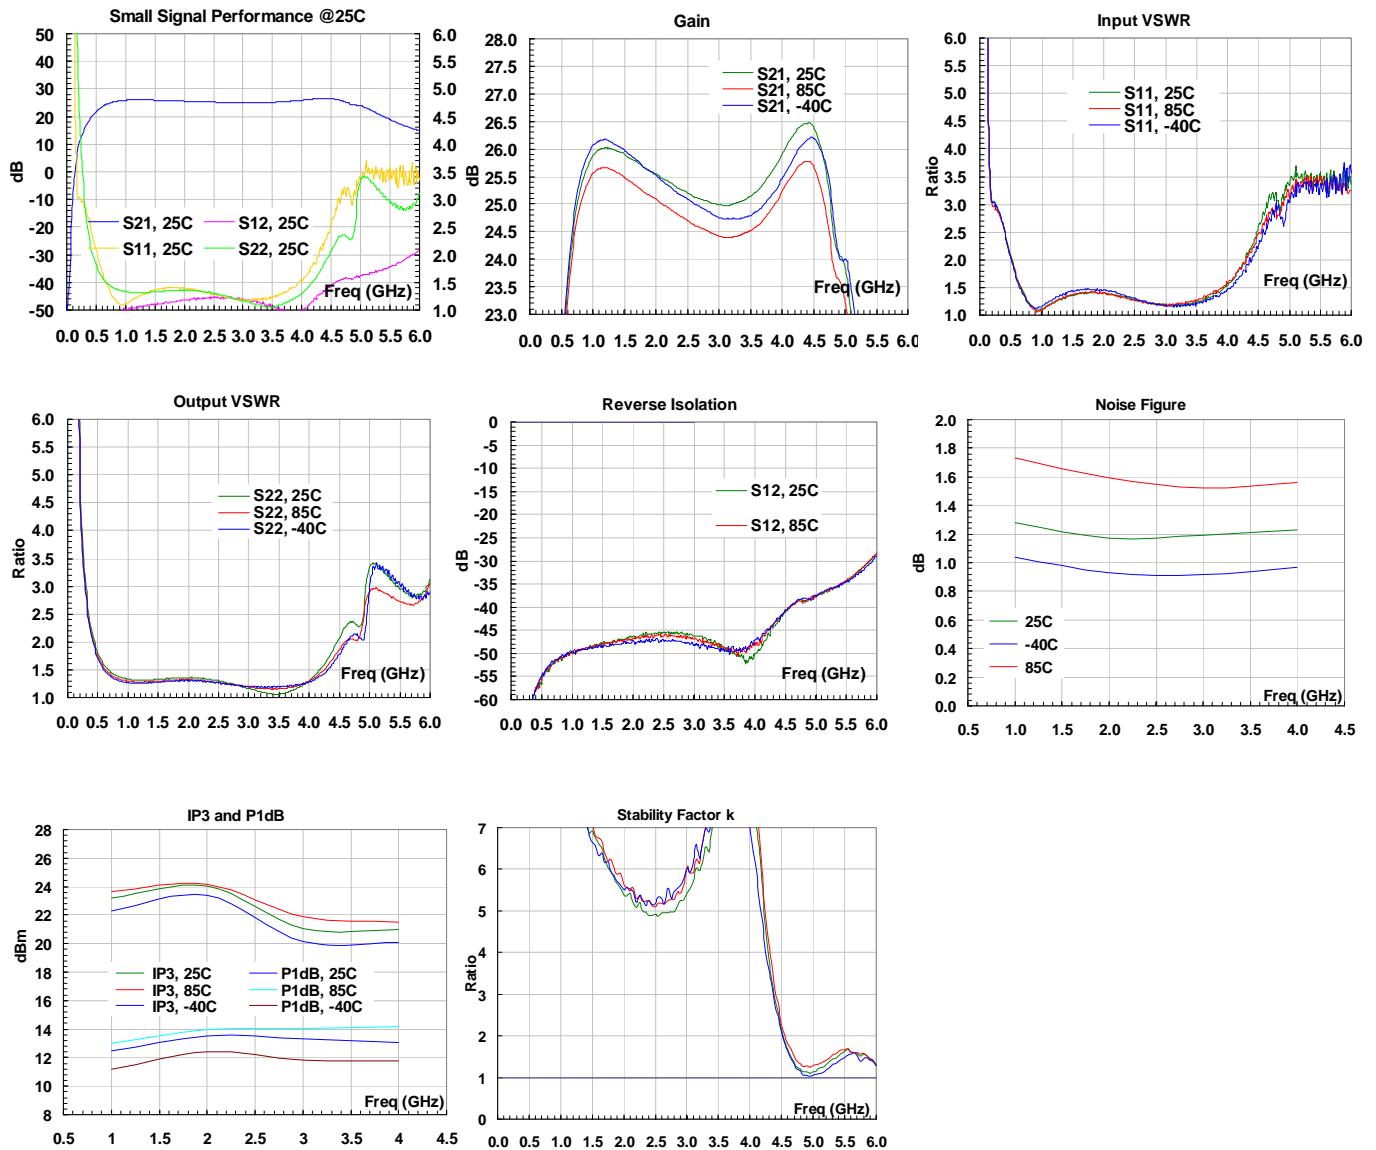 Small Signal Performance @25C
50
40
30
20
10
0
-10
-20
-30
-40
-50
dB
6.0
5.5
5.0
4.5
4.0
3.5
3.0
2.5
2.0
1.5
1.0
S21, 25C
S12, 25C
S11, 25C
S22, 25C
Freq (GHz)
0.0 0.5 1.0 1.5 2.0 2.5 3.0 3.5 4.0 4.5 5.0 5.5 6.0
Gain
28.0
27.0
26.5
26.0
25.5
25.0
24.5
24.0
23.5
23.0
dB
S21, 25C
S21, 85C
S21, -40C
Freq (GHz)
0.0 0.5 1.0 1.5 2.0 2.5 3.0 3.5 4.0 4.5 5.0 5.5 6.0
Input VSWR
6.0
5.5
5.0
4.5
4.0
3.5
3.0
2.5
2.0
1.5
1.0
Ratio
S11, 25C
S11, 85C
S11, -40C
Freq (GHz)
0.0 0.5 1.0 1.5 2.0 2.5 3.0 3.5 4.0 4.5 5.0 5.5 6.0
Output VSWR
6.0
5.5
5.0
4.5
4.0
3.5
3.0
2.5
2.0
1.5
1.0
Ratio
S22, 25C
S22, 85C
S22, -40C
Freq (GHz)
0.0 0.5 1.0 1.5 2.0 2.5 3.0 3.5 4.0 4.5 5.0 5.5 6.0
Reverse Isolation
0
-5
-10
-15
-20
-25
-30
-35
-40
-45
-50
-55
-60
dB
S12, 25C
S12, 85C
Freq (GHz)
0.0 0.5 1.0 1.5 2.0 2.5 3.0 3.5 4.0 4.5 5.0 5.5 6.0
Noise Figure
2.0
1.8
1.6
1.4
1.2
1.0
0.8
0.6
0.4
0.2
0.0
dB
25C
-40C
85C
Freq (GHz)
0.5 1.0 1.5 2.0 2.5 3.0 3.5 4.0 4.5
IP3 and P1dB
28
26
24
22
20
18
16
14
12
10
8
dBm
IP3, 25C
P1dB, 25C
IP3, 85C
P1dB, 85C
IP3, -40C
P1dB, -40C
Freq (GHz)
0.5 1 1.5 2 2.5 3 3.5 4 4.5
Stability Factor k
7
6
5
4
3
2
1
0
Ratio
Freq (GHz)
0.0 0.5 1.0 1.5 2.0 2.5 3.0 3.5 4.0 4.5 5.0 5.5 6.0